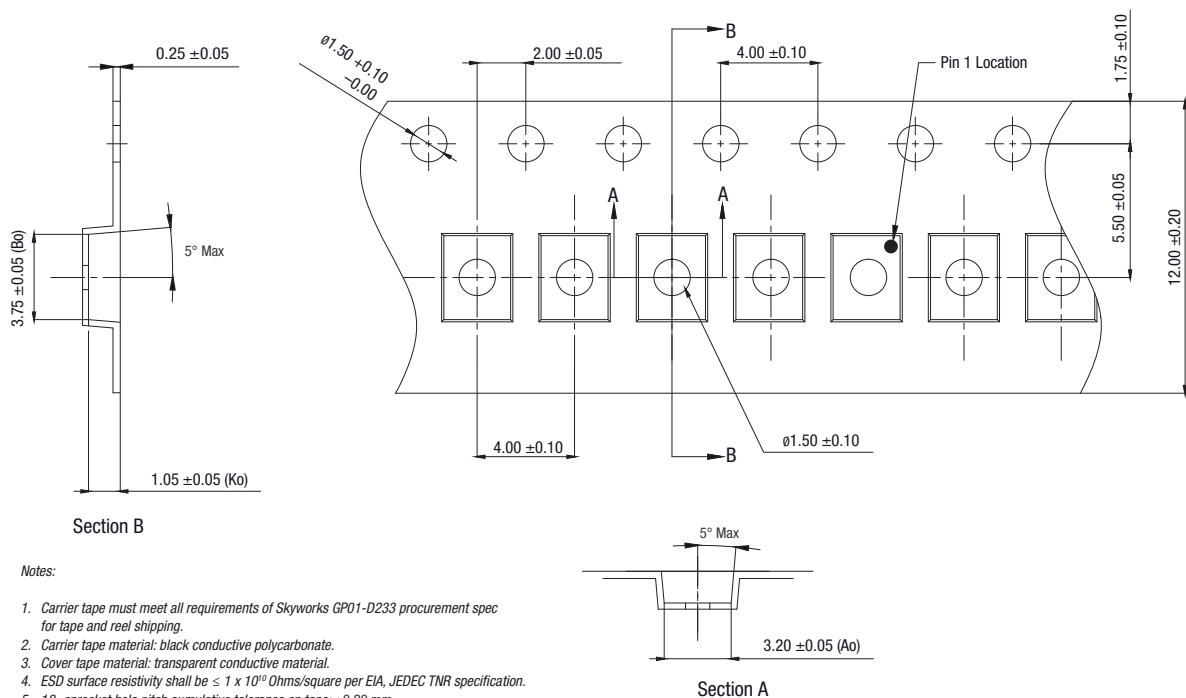 B
0.25 ±0.05
ø1.50 +0.10
–0.00
2.00 ±0.05
4.00 ±0.10
Pin 1 Location
1.75 ±0.10
A
A
5.50 ±0.05
12.00 ±0.20
3.75 ±0.05 (Bo)
5° Max
4.00 ±0.10
B
ø1.50 ±0.10
1.05 ±0.05 (Ko)
Section B
5° Max
3.20 ±0.05 (Ao)
Section A
Notes:
1. Carrier tape must meet all requirements of Skyworks GP01-D233 procurement spec
for tape and reel shipping.
2. Carrier tape material: black conductive polycarbonate.
3. Cover tape material: transparent conductive material.
4. ESD surface resistivity shall be ≤ 1 x 10¹⁰ Ohms/square per EIA, JEDEC TNR specification.